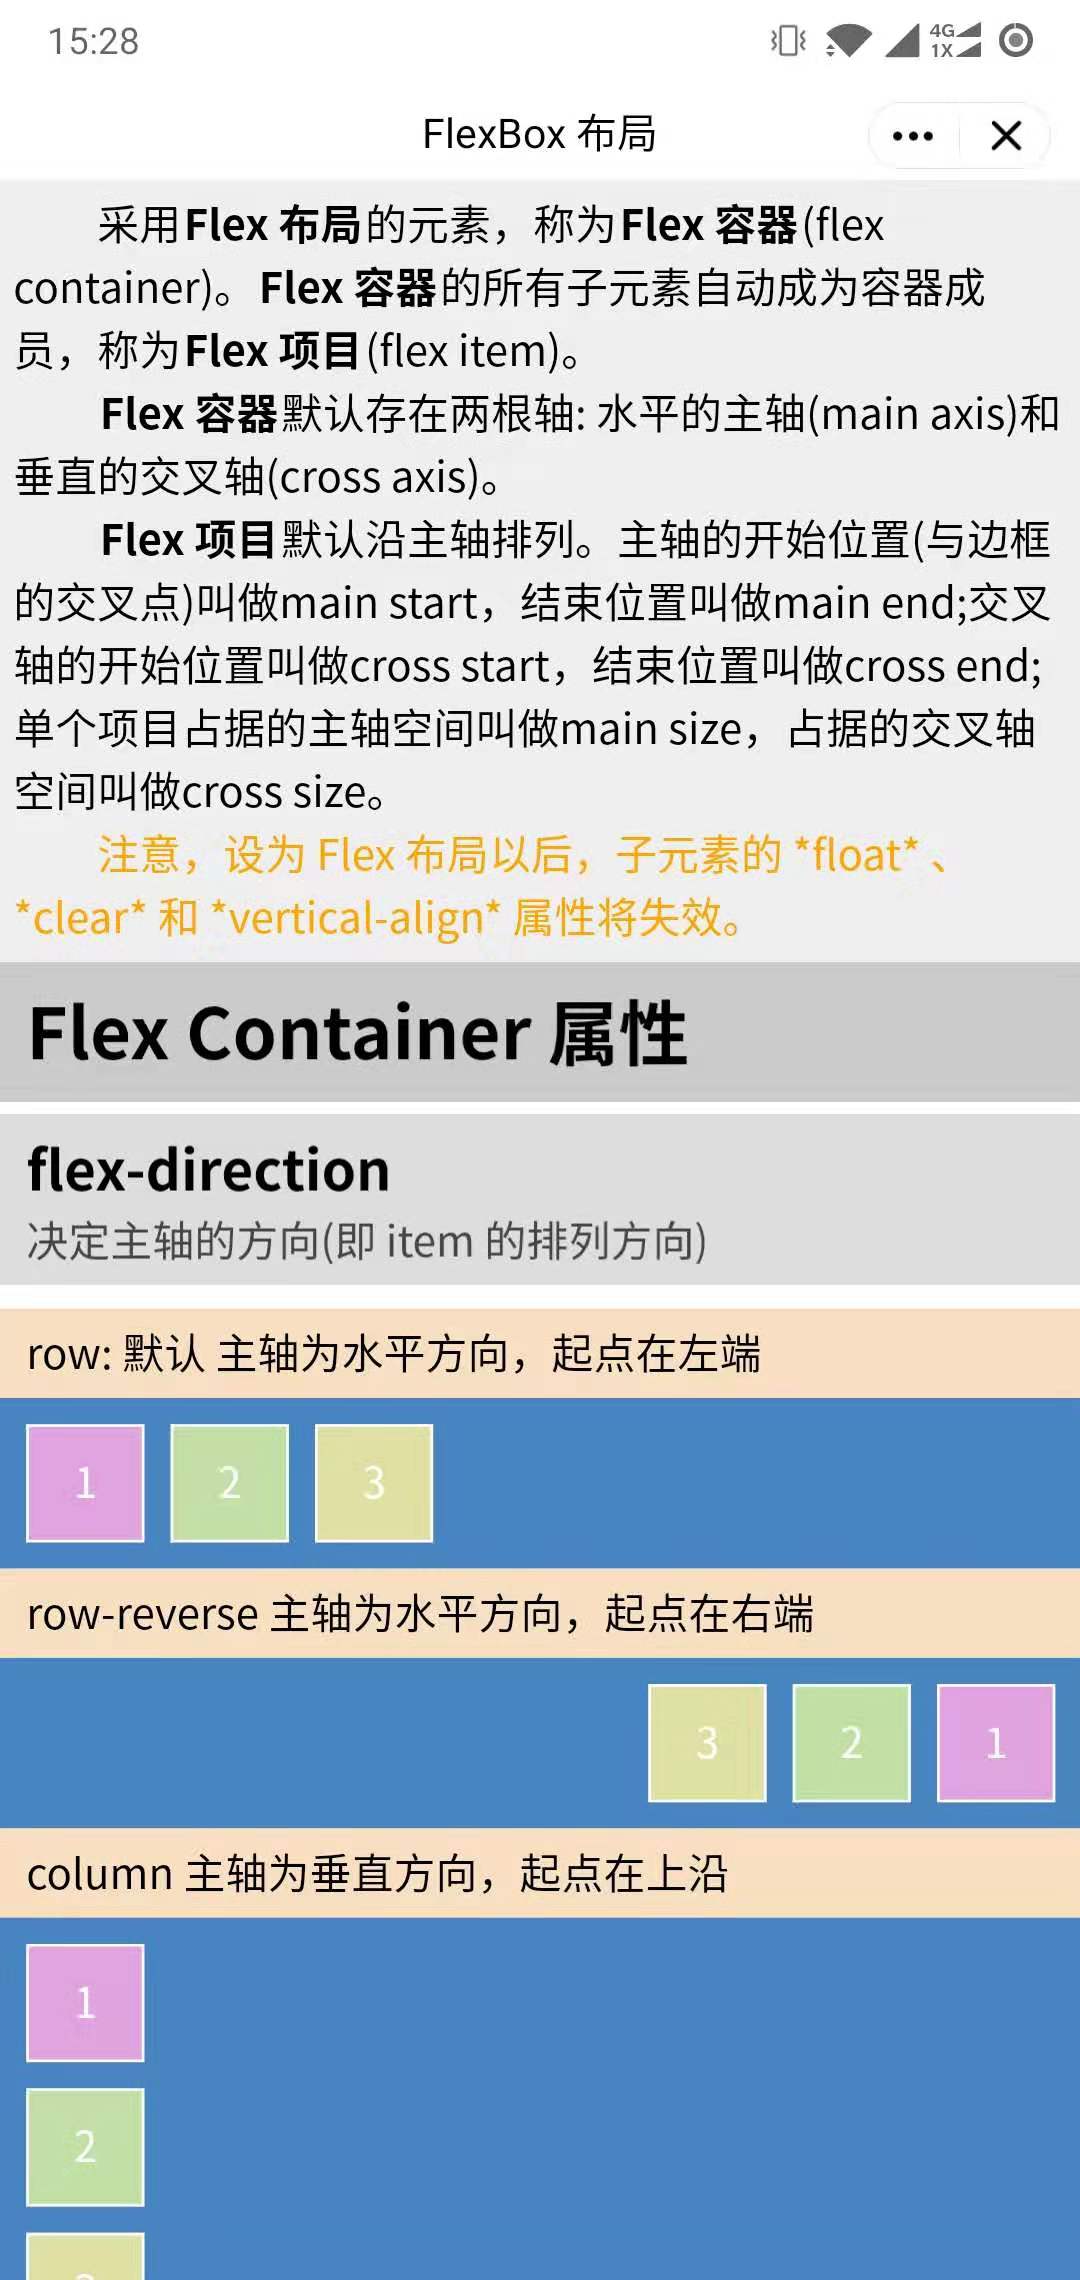 15:28
4G
1X
FlexBox 布局
采用Flex 布局的元素，称为Flex 容器(flex
container)。Flex 容器的所有子元素自动成为容器成
员，称为Flex 项目(flex item)。
Flex 容器默认存在两根轴: 水平的主轴(main axis)和
垂直的交叉轴(cross axis)。
Flex 项目默认沿主轴排列。主轴的开始位置(与边框
的交叉点)叫做main start，结束位置叫做main end;交叉
轴的开始位置叫做cross start，结束位置叫做cross end;
单个项目占据的主轴空间叫做main size，占据的交叉轴
空间叫做cross size。
注意，设为 Flex 布局以后，子元素的 *float* 、
*clear* 和 *vertical-align* 属性将失效。
Flex Container 属性
flex-direction
决定主轴的方向(即 item 的排列方向)
row: 默认 主轴为水平方向，起点在左端
1 2 3
row-reverse 主轴为水平方向，起点在右端
3 2 1
column 主轴为垂直方向，起点在上沿
1
2